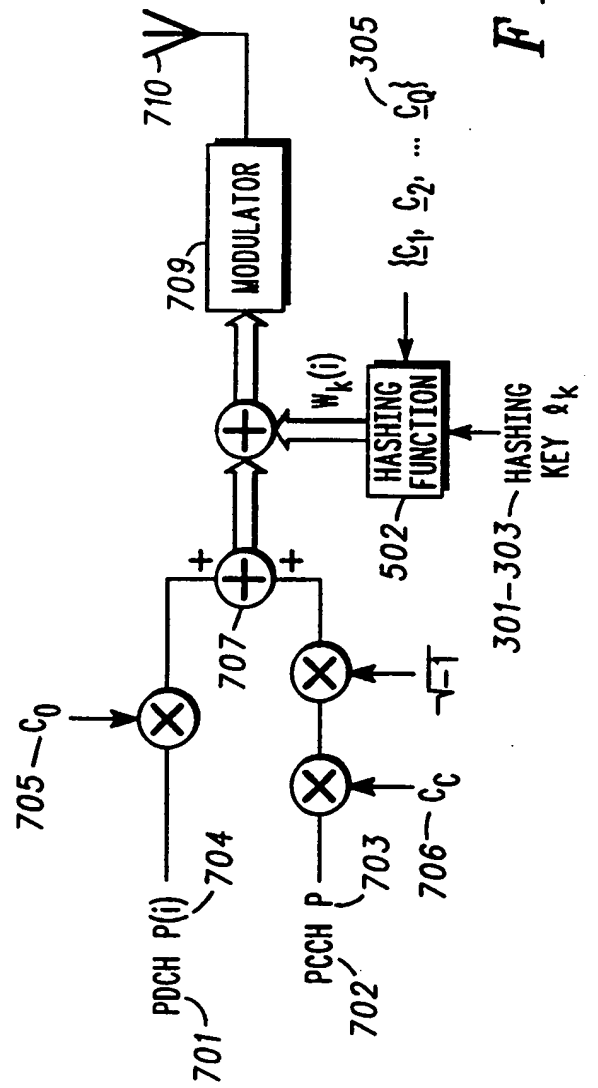 705 C0
PDCH P(i)
701 704
PCCH P
702 703
706 CC
√-1
+
+
707
Wk(i)
HASHING
FUNCTION
502
301-303 HASHING
KEY ℓk
{C1, C2, ... CQ}
305
MODULATOR
709
710
F